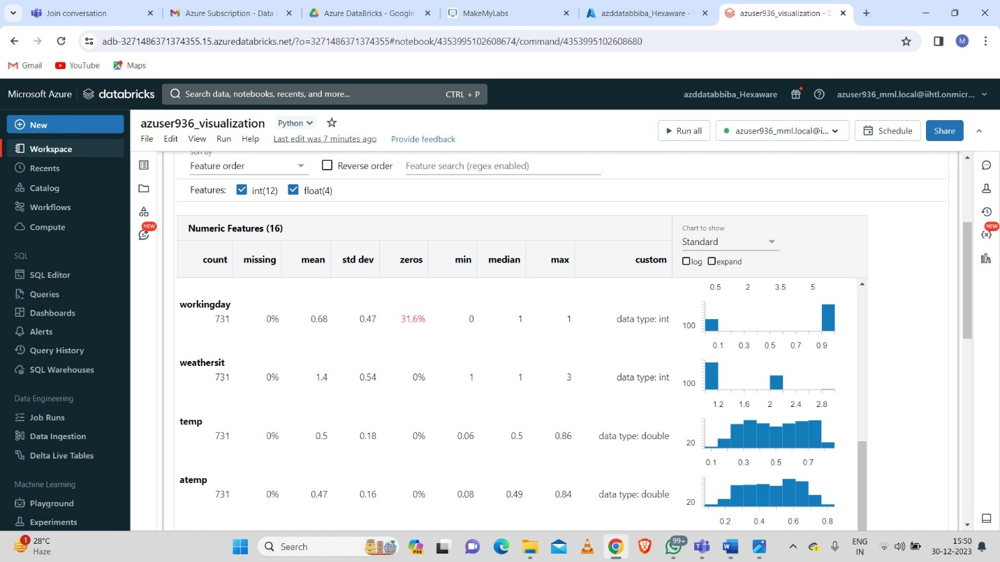 Join conversation
Azure Subscription - Data
Azure DataBricks - Google
MakeMyLabs
azddatabbiba_Hexaware -
azuser936_visualization - D
adb-3271486371374355.15.azuredatabricks.net/?o=3271486371374355#notebook/4353995102608674/command/4353995102608680
M
Gmail
YouTube
Maps
Microsoft Azure
databricks
Search data, notebooks, recents, and more...
CTRL + P
azddatabbiba_Hexaware
azuser936_mml.local@iihtl.onmicr...
New
Workspace
Recents
Catalog
Workflows
Compute
SQL
SQL Editor
Queries
Dashboards
Alerts
Query History
SQL Warehouses
Data Engineering
Job Runs
Data Ingestion
Delta Live Tables
Machine Learning
Playground
Experiments
azuser936_visualization
Python
File Edit View Run Help Last edit was 7 minutes ago Provide feedback
Run all
azuser936_mml.local@i...
Schedule
Share
NEW
NEW
Sort by
Feature order
Reverse order
Feature search (regex enabled)
Features: int(12) float(4)
Numeric Features (16)
Chart to show
Standard
log expand
count missing mean std dev zeros min median max custom
0.5 2 3.5 5
workingday
731 0% 0.68 0.47 31.6% 0 1 1 data type: int
100
0.1 0.3 0.5 0.7 0.9
weathersit
731 0% 1.4 0.54 0% 1 1 3 data type: int
100
1.2 1.6 2 2.4 2.8
temp
731 0% 0.5 0.18 0% 0.06 0.5 0.86 data type: double
20
0.1 0.3 0.5 0.7
atemp
731 0% 0.47 0.16 0% 0.08 0.49 0.84 data type: double
20
0.2 0.4 0.6 0.8
1
28°C
Haze
Search
PRE
99+
ENG
IN
15:50
30-12-2023